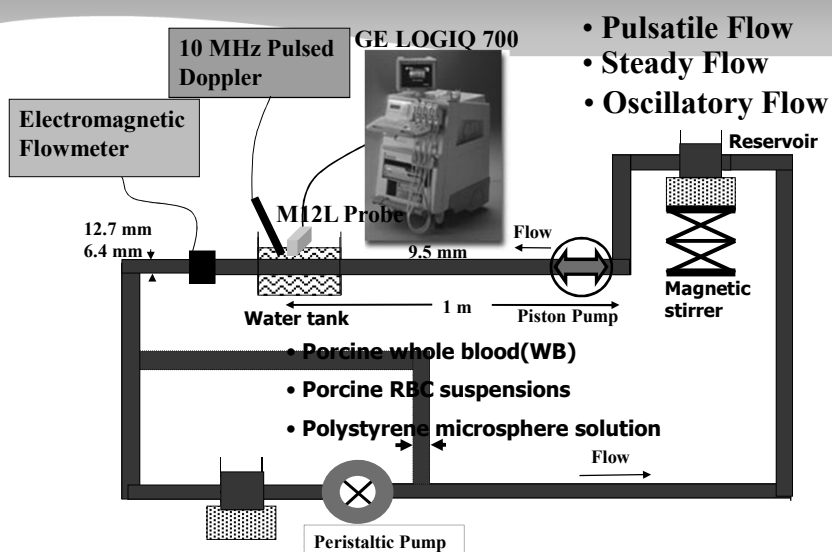 GE LOGIQ 700
• Pulsatile Flow
• Steady Flow
• Oscillatory Flow
10 MHz Pulsed
Doppler
Electromagnetic
Flowmeter
Reservoir
M12L Probe
12.7 mm
6.4 mm
9.5 mm
Flow
Magnetic
stirrer
1 m
Water tank
Piston Pump
• Porcine whole blood(WB)
• Porcine RBC suspensions
• Polystyrene microsphere solution
Flow
Peristaltic Pump